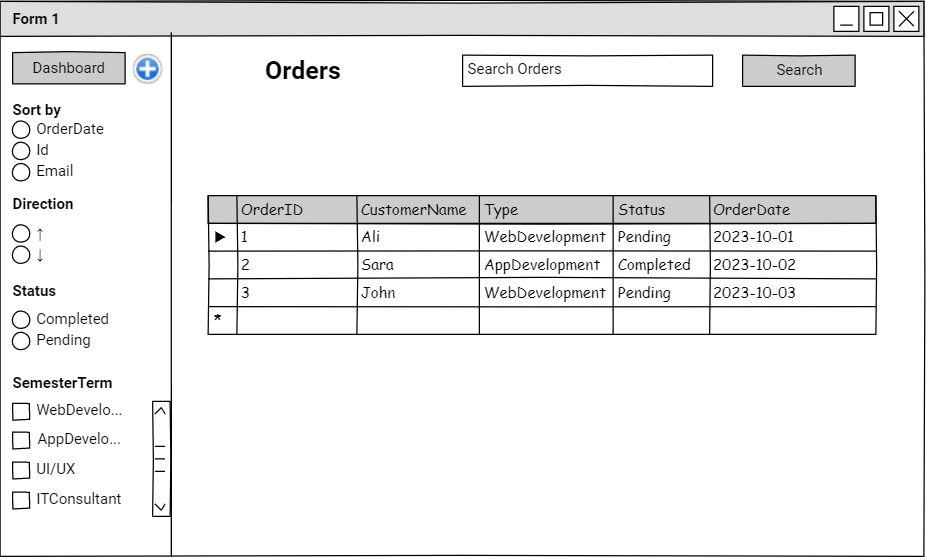 Form 1
Dashboard
Orders
Search Orders
Search
Sort by
OrderDate
Id
Email
Direction
↑
↓
Status
Completed
Pending
SemesterTerm
WebDevelo...
AppDevelo...
UI/UX
ITConsultant
OrderID CustomerName Type Status OrderDate
1 Ali WebDevelopment Pending 2023-10-01
2 Sara AppDevelopment Completed 2023-10-02
3 John WebDevelopment Pending 2023-10-03
*